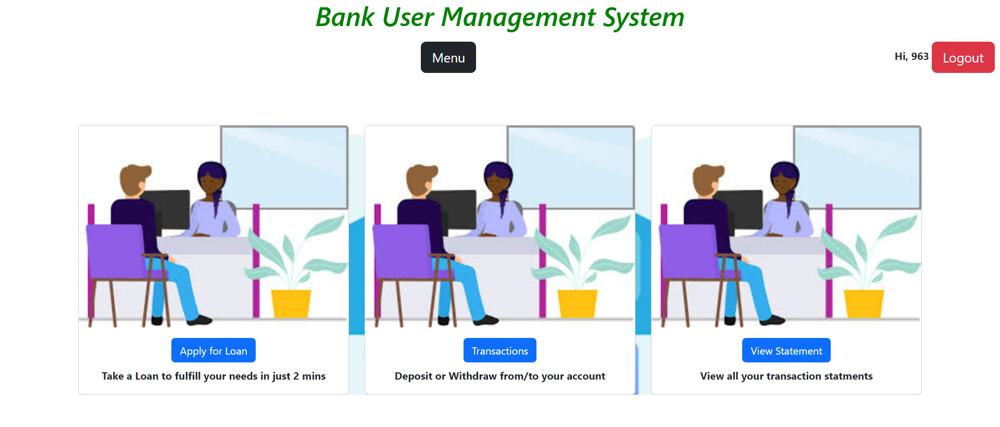 Bank User Management System
Menu
Hi, 963
Logout
Apply for Loan
Take a Loan to fulfill your needs in just 2 mins
Transactions
Deposit or Withdraw from/to your account
View Statement
View all your transaction statments